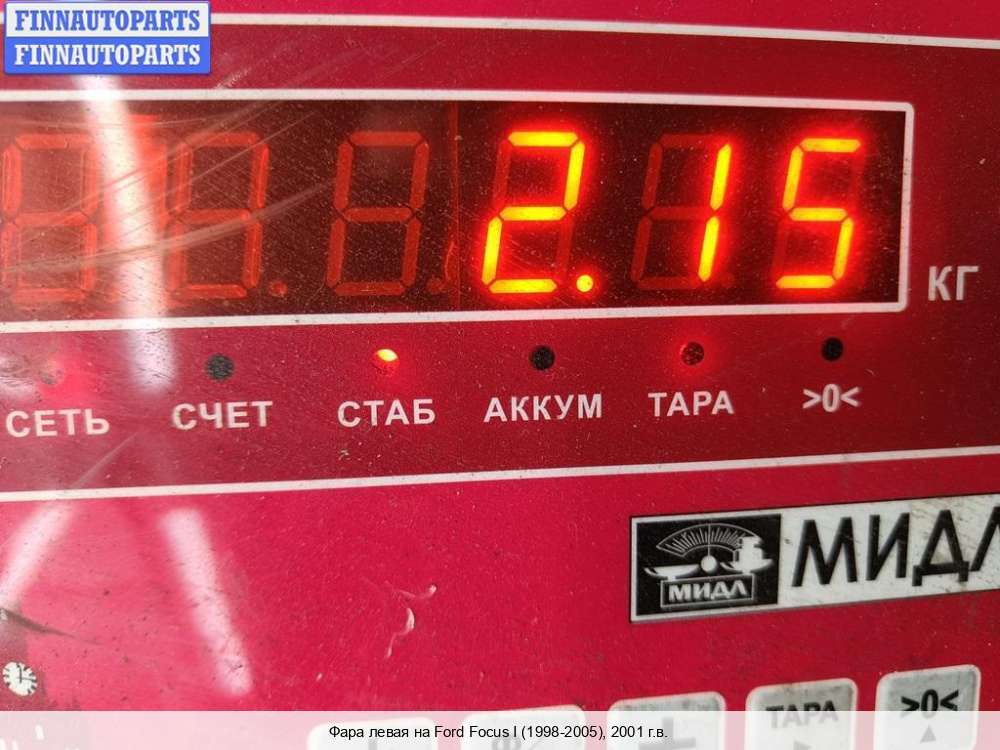 FINNAUTOPARTS
FINNAUTOPARTS
2.15
КГ
СЕТЬ СЧЕТ СТАБ АККУМ ТАРА >0<
МИДЛ МИДЛ
ТАРА >0<
Фара левая на Ford Focus I (1998-2005), 2001 г.в.